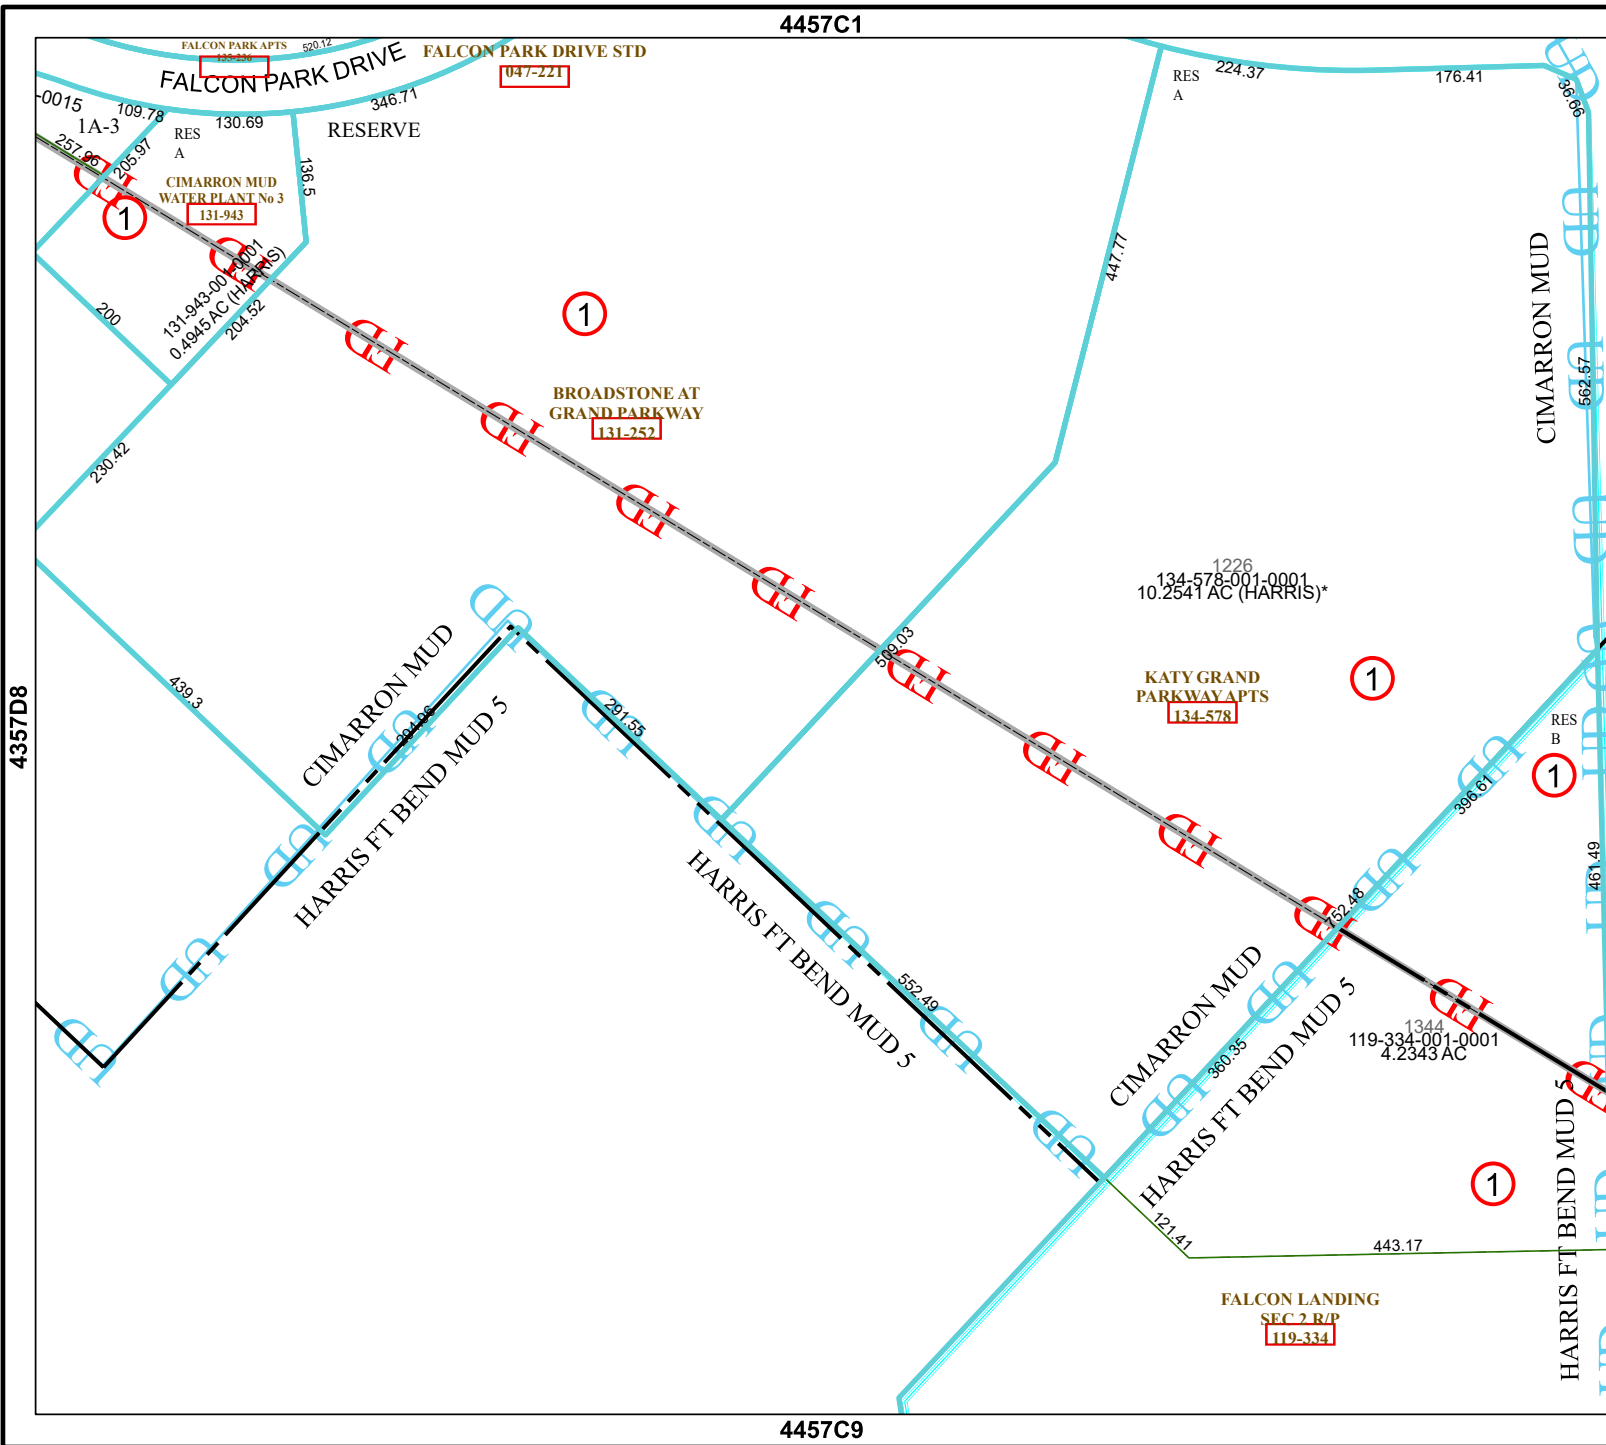 4457C1
FALCON PARK APTS
135-236
520.12
FALCON PARK DRIVE
FALCON PARK DRIVE STD
047-221
346.71
-0015
109.78
1A-3
130.69
RES
A
RESERVE
257.96
205.97
136.5
CIMARRON MUD
WATER PLANT No 3
131-943
1
131-943-001-0001
0.4945 AC (HARRIS)
204.52
200
230.42
1
BROADSTONE AT
GRAND PARKWAY
131-252
RES
A
224.37
176.41
36.66
447.77
CIMARRON MUD
562.57
1226
134-578-001-0001
10.2541 AC (HARRIS)*
509.03
KATY GRAND
PARKWAY APTS
134-578
1
RES
B
1
4357D8
439.3
CIMARRON MUD
294.96
HARRIS FT BEND MUD 5
291.55
396.61
461.49
752.48
HARRIS FT BEND MUD 5
552.49
CIMARRON MUD
360.35
HARRIS FT BEND MUD 5
1344
119-334-001-0001
4.2343 AC
1
121.41
443.17
HARRIS FT BEND MUD 5
FALCON LANDING
SEC 2 R/P
119-334
4457C9